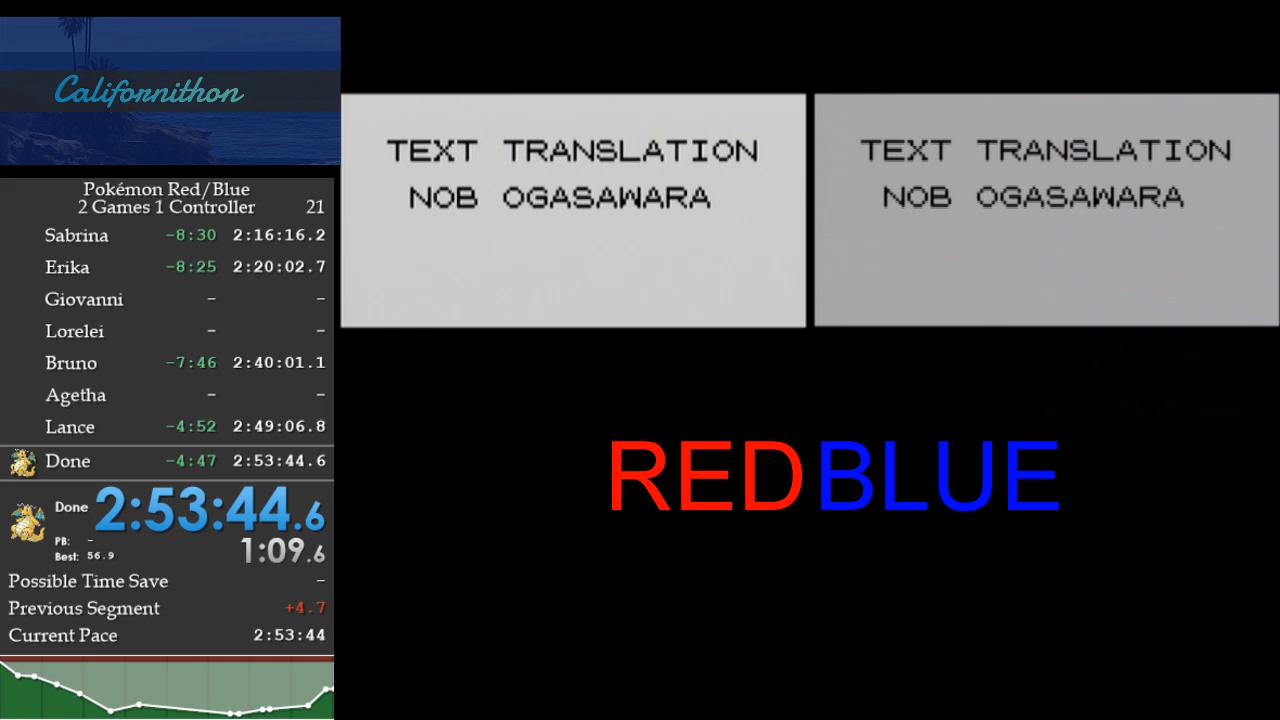 Californithon
Pokémon Red/Blue
2 Games 1 Controller 21
Sabrina -8:30 2:16:16.2
Erika -8:25 2:20:02.7
Giovanni - -
Lorelei - -
Bruno -7:46 2:40:01.1
Agetha - -
Lance -4:52 2:49:06.8
Done -4:47 2:53:44.6
Done 2:53:44.6
PB: -
Best: 56.9
1:09.6
Possible Time Save -
Previous Segment +4.7
Current Pace 2:53:44
TEXT TRANSLATION
NOB OGASAWARA
TEXT TRANSLATION
NOB OGASAWARA
RED BLUE